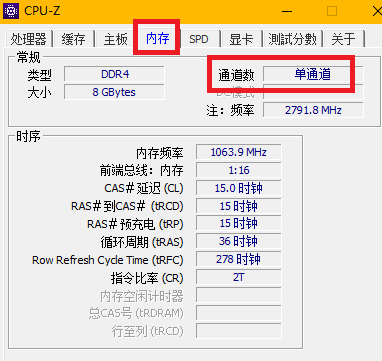 CPU-Z
处理器 缓存 主板 内存 SPD 显卡 測試分數 关于
常规
类型 DDR4 通道数 单通道
大小 8 GBytes DC模式
注：频率 2791.8 MHz
时序
内存频率 1063.9 MHz
前端总线：内存 1:16
CAS#延迟 (CL) 15.0 时钟
RAS#到CAS# (tRCD) 15 时钟
RAS#预充电 (tRP) 15 时钟
循环周期 (tRAS) 36 时钟
Row Refresh Cycle Time (tRFC) 278 时钟
指令比率 (CR) 2T
内存空闲计时器
总CAS号 (tRDRAM)
行至列 (tRCD)